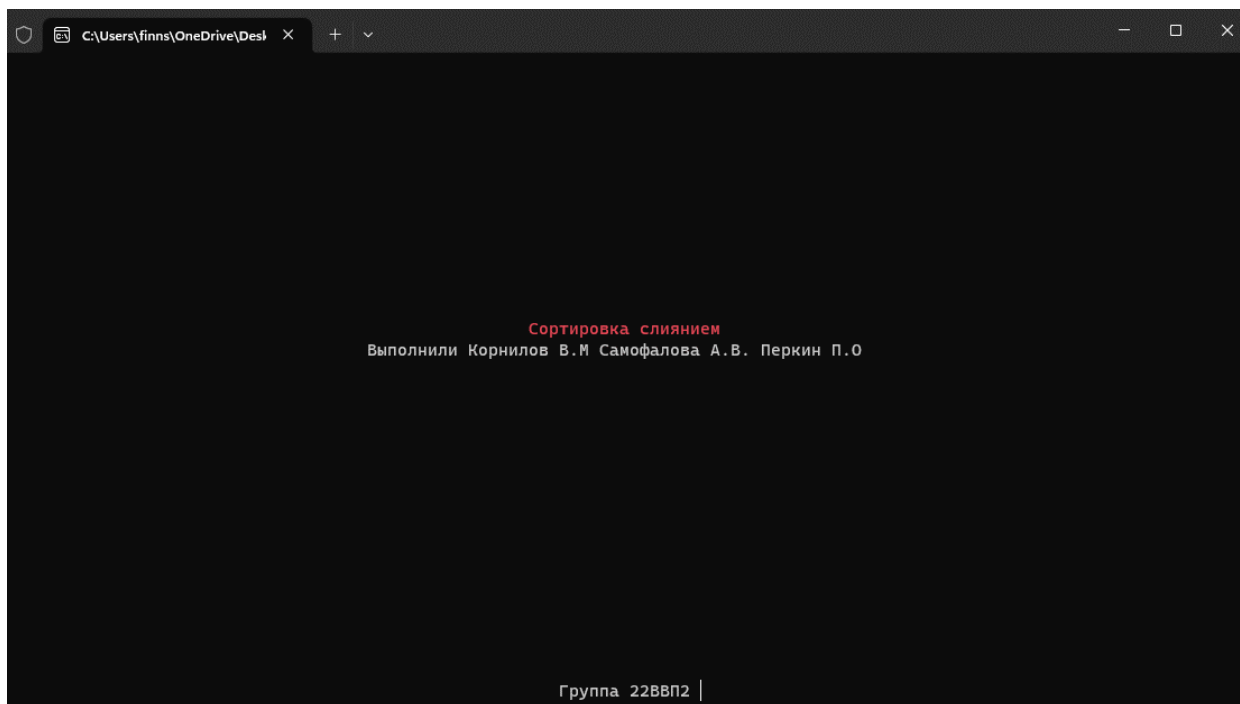 C:\Users\finns\OneDrive\Desk
Сортировка слиянием
Выполнили Корнилов В.М Самофалова А.В. Перкин П.О
Группа 22ВВП2